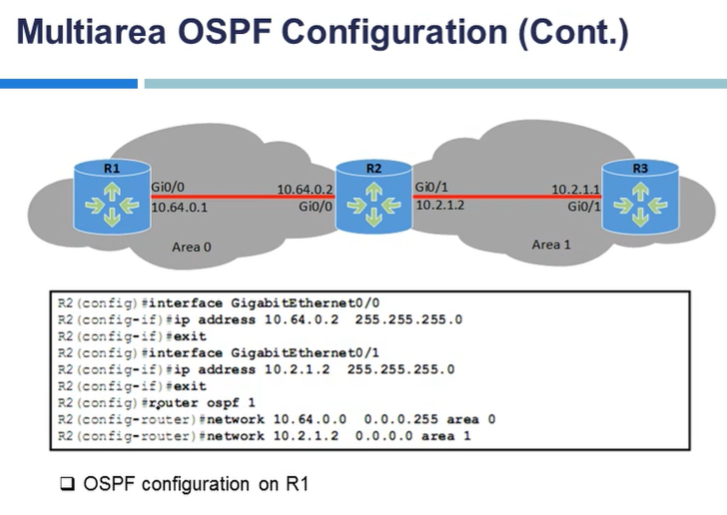 Multiarea OSPF Configuration (Cont.)
R1
R2
R3
Gi0/0
10.64.0.2
Gi0/1
10.2.1.1
10.64.0.1
Gi0/0
10.2.1.2
Gi0/1
Area 0
Area 1
R2(config)#interface GigabitEthernet0/0
R2(config-if)#ip address 10.64.0.2 255.255.255.0
R2(config-if)#exit
R2(config)#interface GigabitEthernet0/1
R2(config-if)#ip address 10.2.1.2 255.255.255.0
R2(config-if)#exit
R2(config)#router ospf 1
R2(config-router)#network 10.64.0.0 0.0.0.255 area 0
R2(config-router)#network 10.2.1.2 0.0.0.0 area 1
❑ OSPF configuration on R1